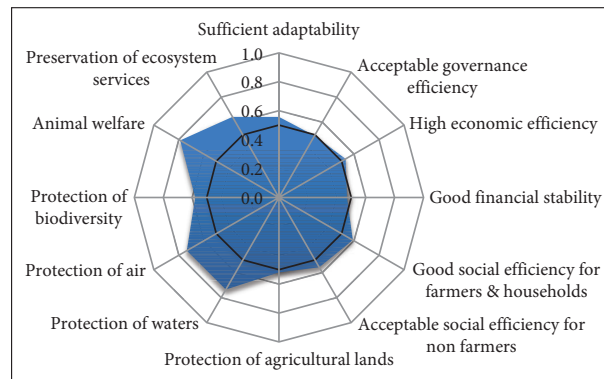 Sufficient adaptability
Acceptable governance
efficiency
High economic efficiency
Good financial stability
Good social efficiency for
farmers & households
Acceptable social efficiency for
non farmers
Protection of agricultural lands
Protection of waters
Protection of air
Protection of
biodiversity
Animal welfare
Preservation of ecosystem
services
1.0
0.8
0.6
0.4
0.2
0.0